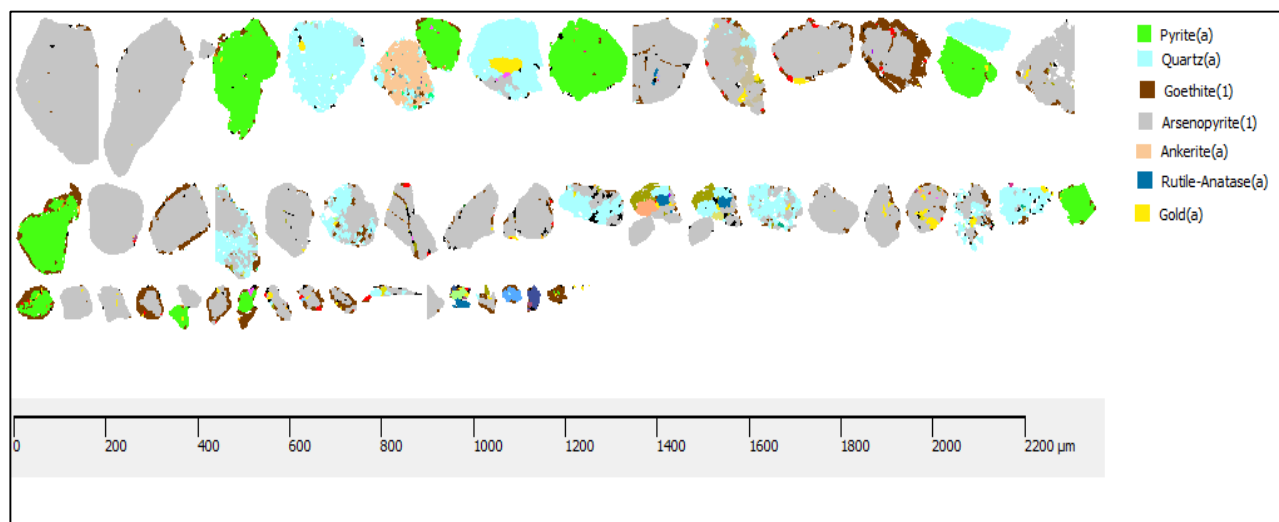 Pyrite(a)
Quartz(a)
Goethite(1)
Arsenopyrite(1)
Ankerite(a)
Rutile-Anatase(a)
Gold(a)
0 200 400 600 800 1000 1200 1400 1600 1800 2000 2200 µm